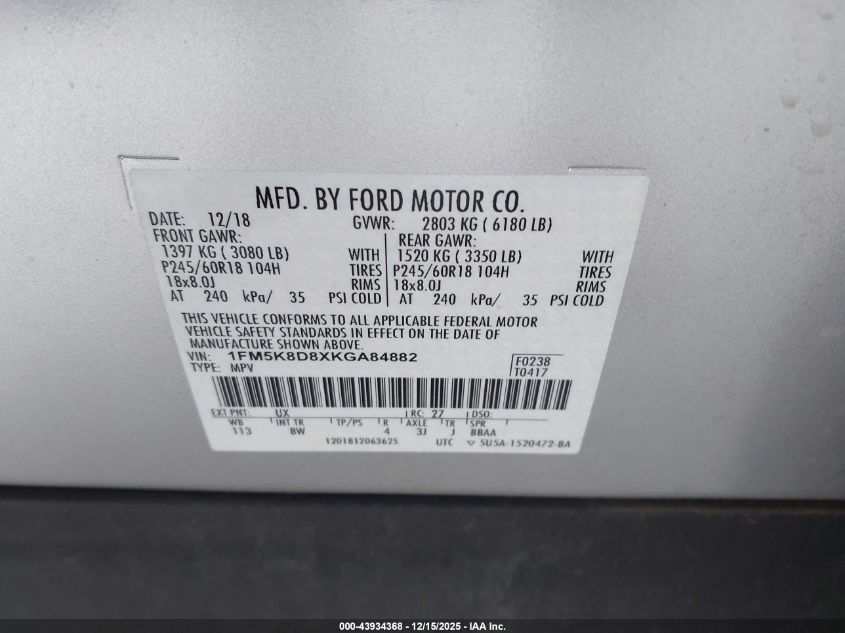 MFD. BY FORD MOTOR CO.
DATE: 12/18 GVWR: 2803 KG ( 6180 LB)
FRONT GAWR: REAR GAWR:
1397 KG ( 3080 LB) WITH 1520 KG ( 3350 LB) WITH
P245/60R18 104H TIRES P245/60R18 104H TIRES
18x8.0J RIMS 18x8.0J RIMS
AT 240 kPa/ 35 PSI COLD AT 240 kPa/ 35 PSI COLD
THIS VEHICLE CONFORMS TO ALL APPLICABLE FEDERAL MOTOR
VEHICLE SAFETY STANDARDS IN EFFECT ON THE DATE OF
MANUFACTURE SHOWN ABOVE.
VIN: 1FM5K8D8XKGA84882 F0238
TYPE: MPV T0417
EXT PNT: UX RC: 27 DSO:
WB INT TR TP/PS R AXLE TR SPR
113 8W 4 3J J BBAA
1201812063625 UTC ▽ 5U5A-1520472-BA
000-43934368 - 12/15/2025 - IAA Inc.